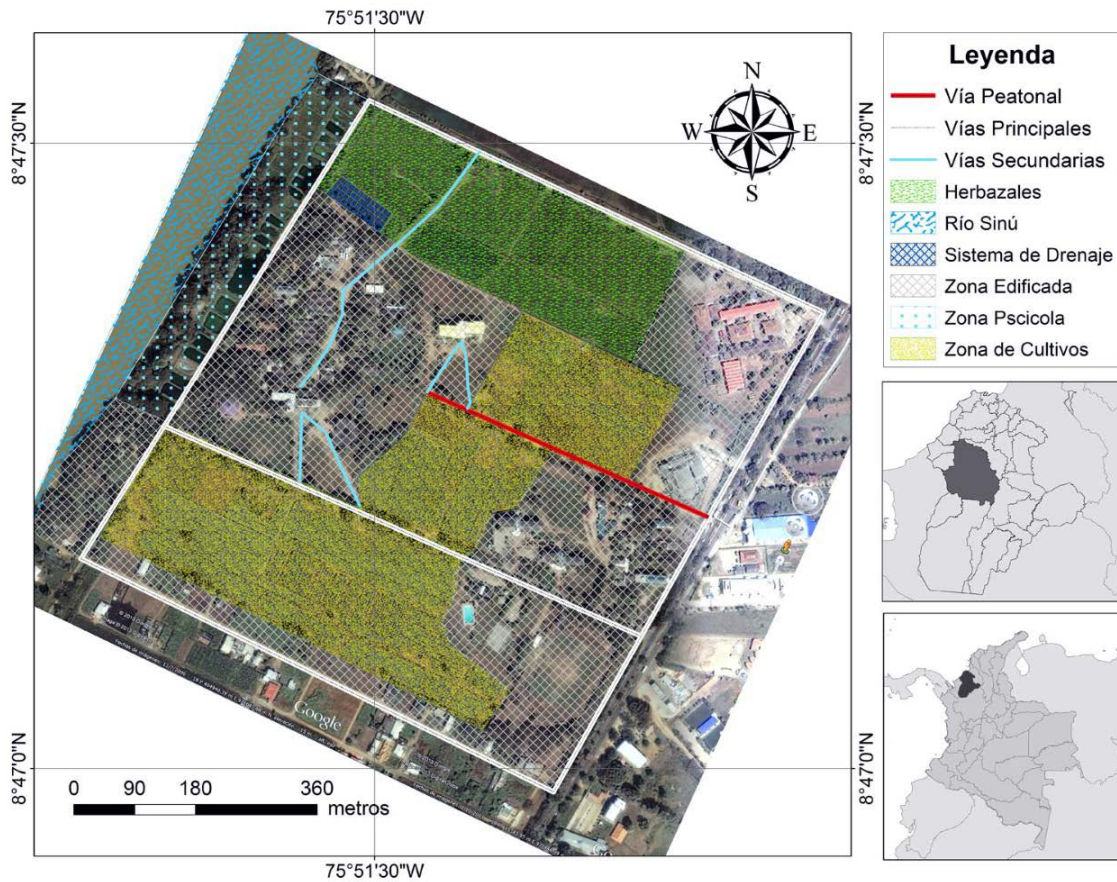 75°51'30"W
8°47'30"N
8°47'30"N
N
W E
S
Leyenda
Vía Peatonal
Vías Principales
Vías Secundarias
Herbazales
Río Sinú
Sistema de Drenaje
Zona Edificada
Zona Pscicola
Zona de Cultivos
Google
8°47'0"N
8°47'0"N
0 90 180 360
metros
75°51'30"W